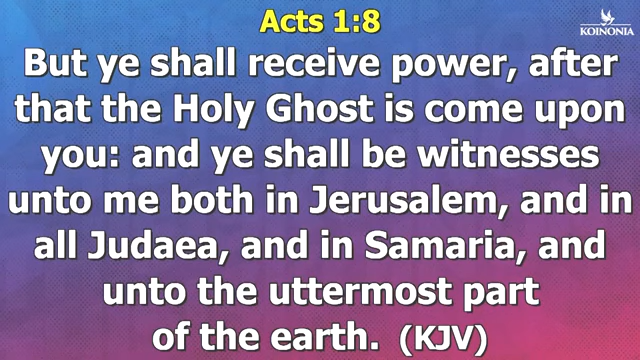 Acts 1:8
KOINONIA
But ye shall receive power, after
that the Holy Ghost is come upon
you: and ye shall be witnesses
unto me both in Jerusalem, and in
all Judaea, and in Samaria, and
unto the uttermost part
of the earth. (KJV)